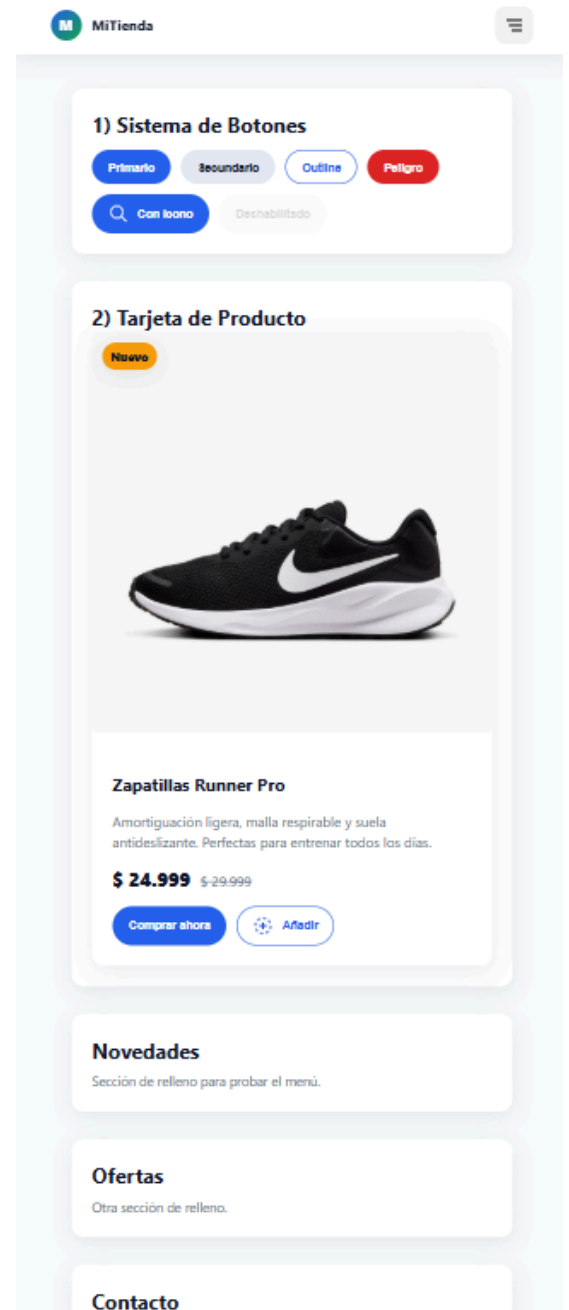 M MiTienda
1) Sistema de Botones
Primario Secundario Outline Peligro
Con Icono Deshabilitado
2) Tarjeta de Producto
Nuevo
Zapatillas Runner Pro
Amortiguación ligera, malla respirable y suela
antideslizante. Perfectas para entrenar todos los días.
$ 24.999 $ 29.999
Comprar ahora Añadir
Novedades
Sección de relleno para probar el menú.
Ofertas
Otra sección de relleno.
Contacto